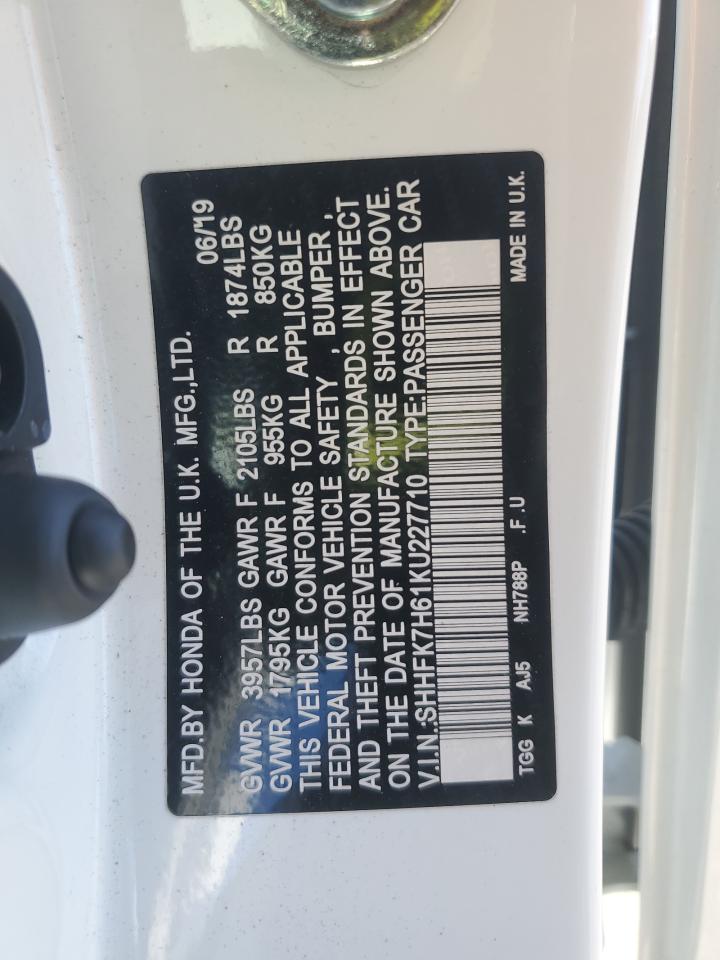 MFD.BY HONDA OF THE U.K. MFG.,LTD. 06/19
GVWR 3957LBS GAWR F 2105LBS R 1874LBS
GVWR 1795KG GAWR F 955KG R 850KG
THIS VEHICLE CONFORMS TO ALL APPLICABLE
FEDERAL MOTOR VEHICLE SAFETY , BUMPER ,
AND THEFT PREVENTION STANDARDS IN EFFECT
ON THE DATE OF MANUFACTURE SHOWN ABOVE.
V.I.N.:SHHFK7H61KU227710 TYPE:PASSENGER CAR
TGG K AJ5 NH788P .F .U MADE IN U.K.